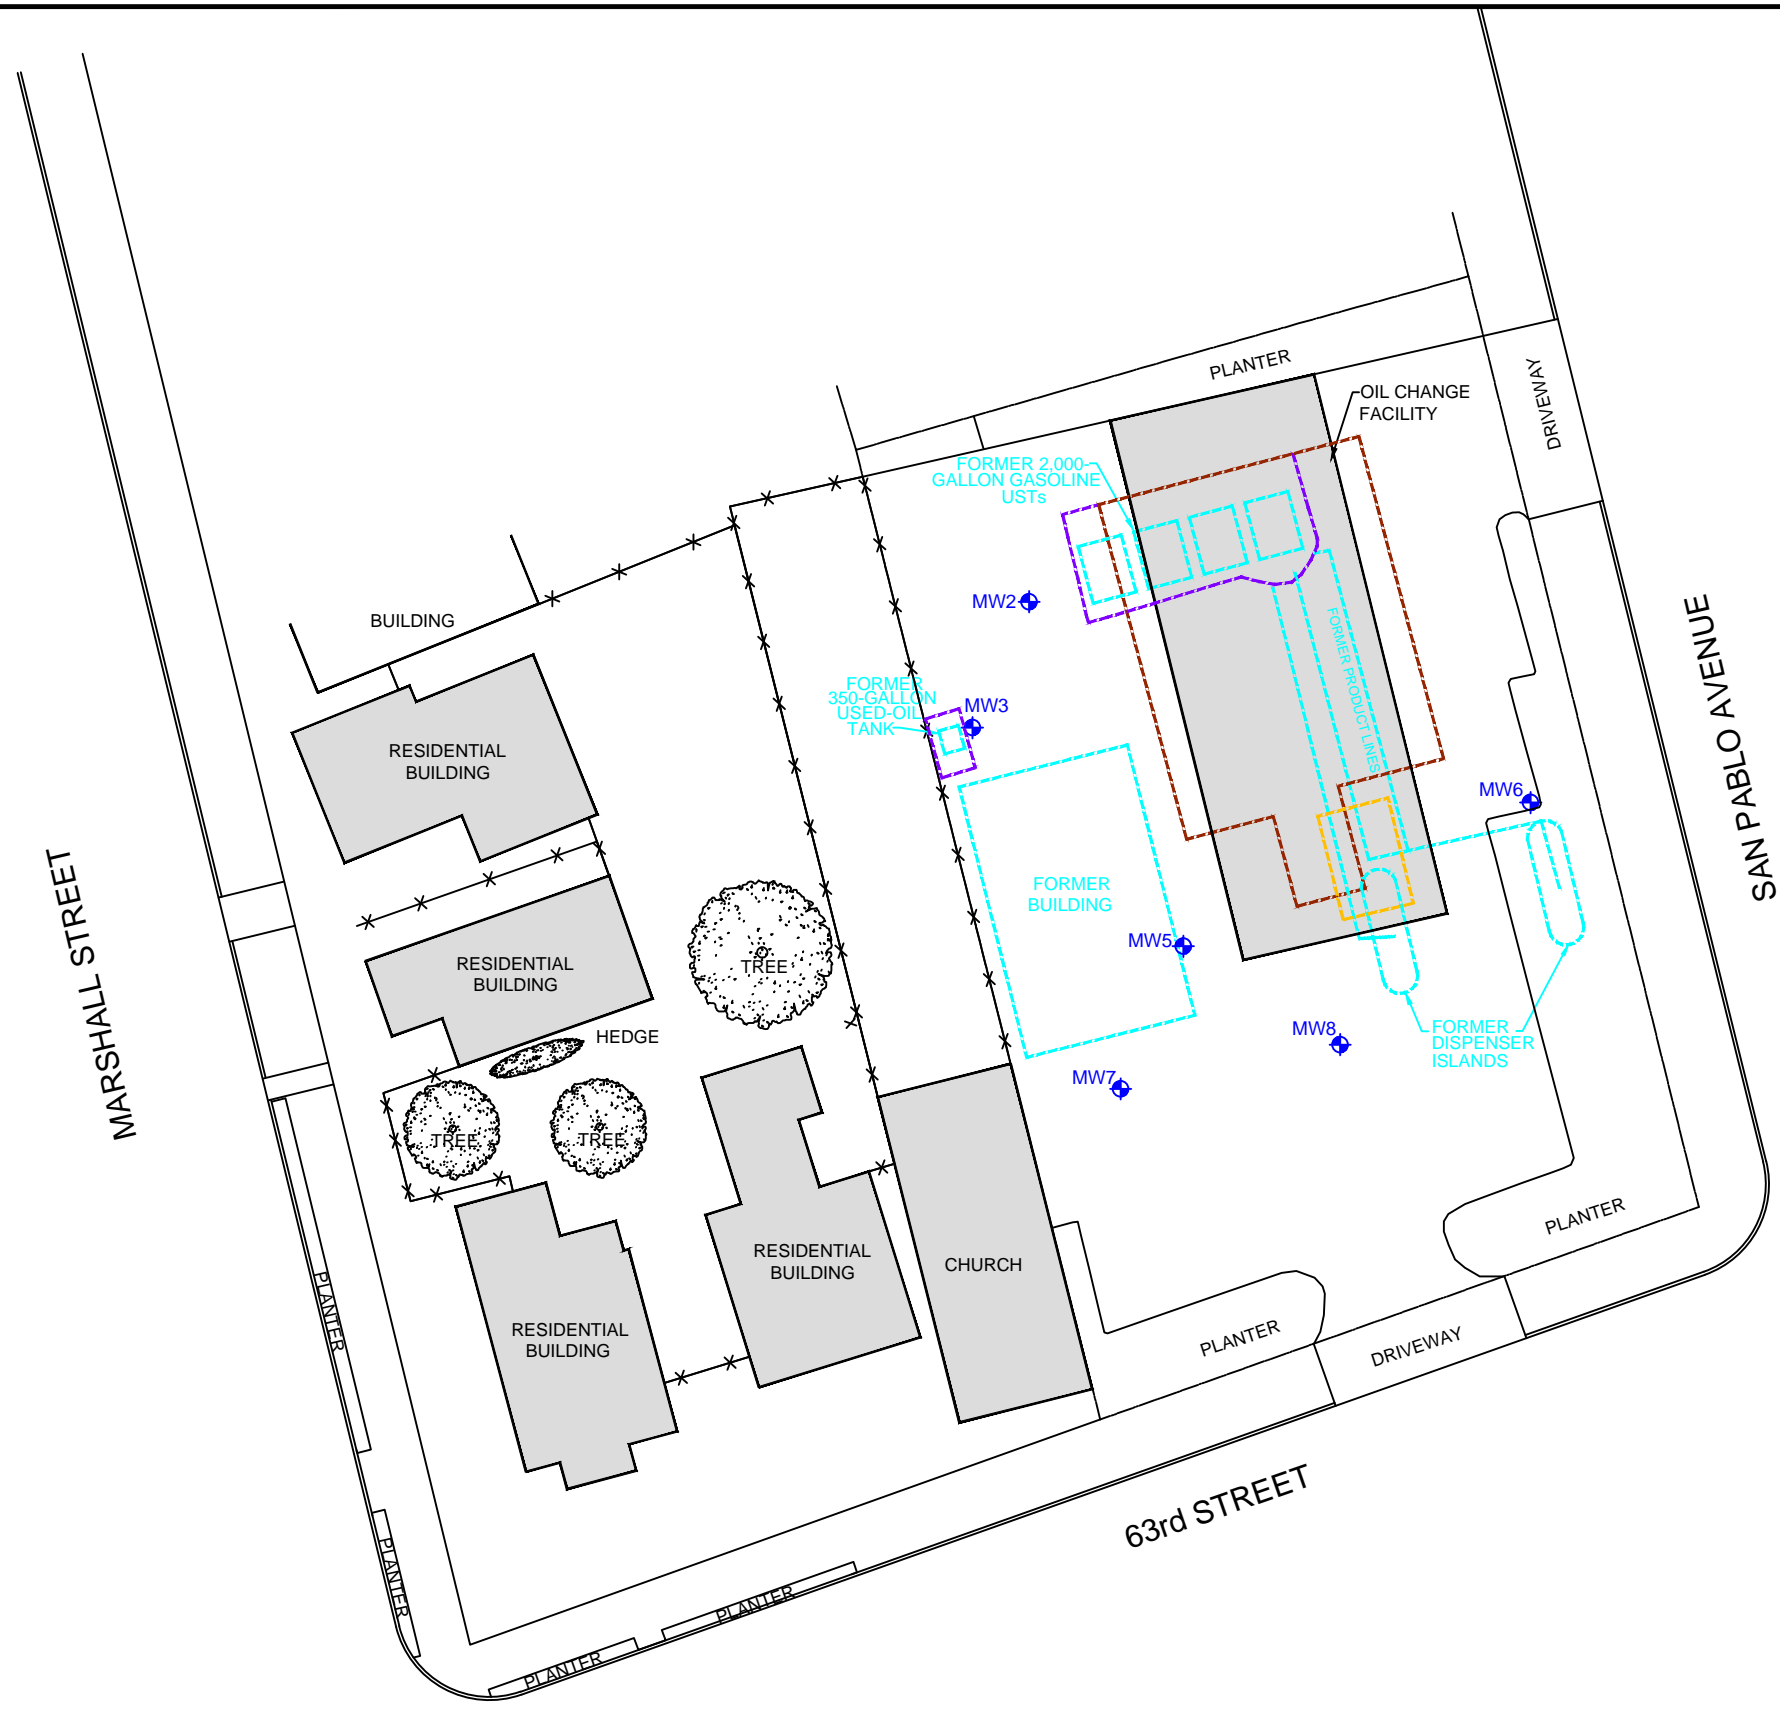 PLANTER
OIL CHANGE
FACILITY
DRIVEWAY
FORMER 2,000-
GALLON GASOLINE
USTs
MW2
BUILDING
FORMER PRODUCT LINES
SAN PABLO AVENUE
FORMER
350-GALLON
USED-OIL
TANK
MW3
RESIDENTIAL
BUILDING
MW6
MARSHALL STREET
FORMER
BUILDING
MW5
RESIDENTIAL
BUILDING
TREE
HEDGE
MW8
FORMER
DISPENSER
ISLANDS
MW7
TREE
TREE
PLANTER
RESIDENTIAL
BUILDING
CHURCH
PLANTER
RESIDENTIAL
BUILDING
PLANTER
DRIVEWAY
63rd STREET
PLANTER
PLANTER
PLANTER